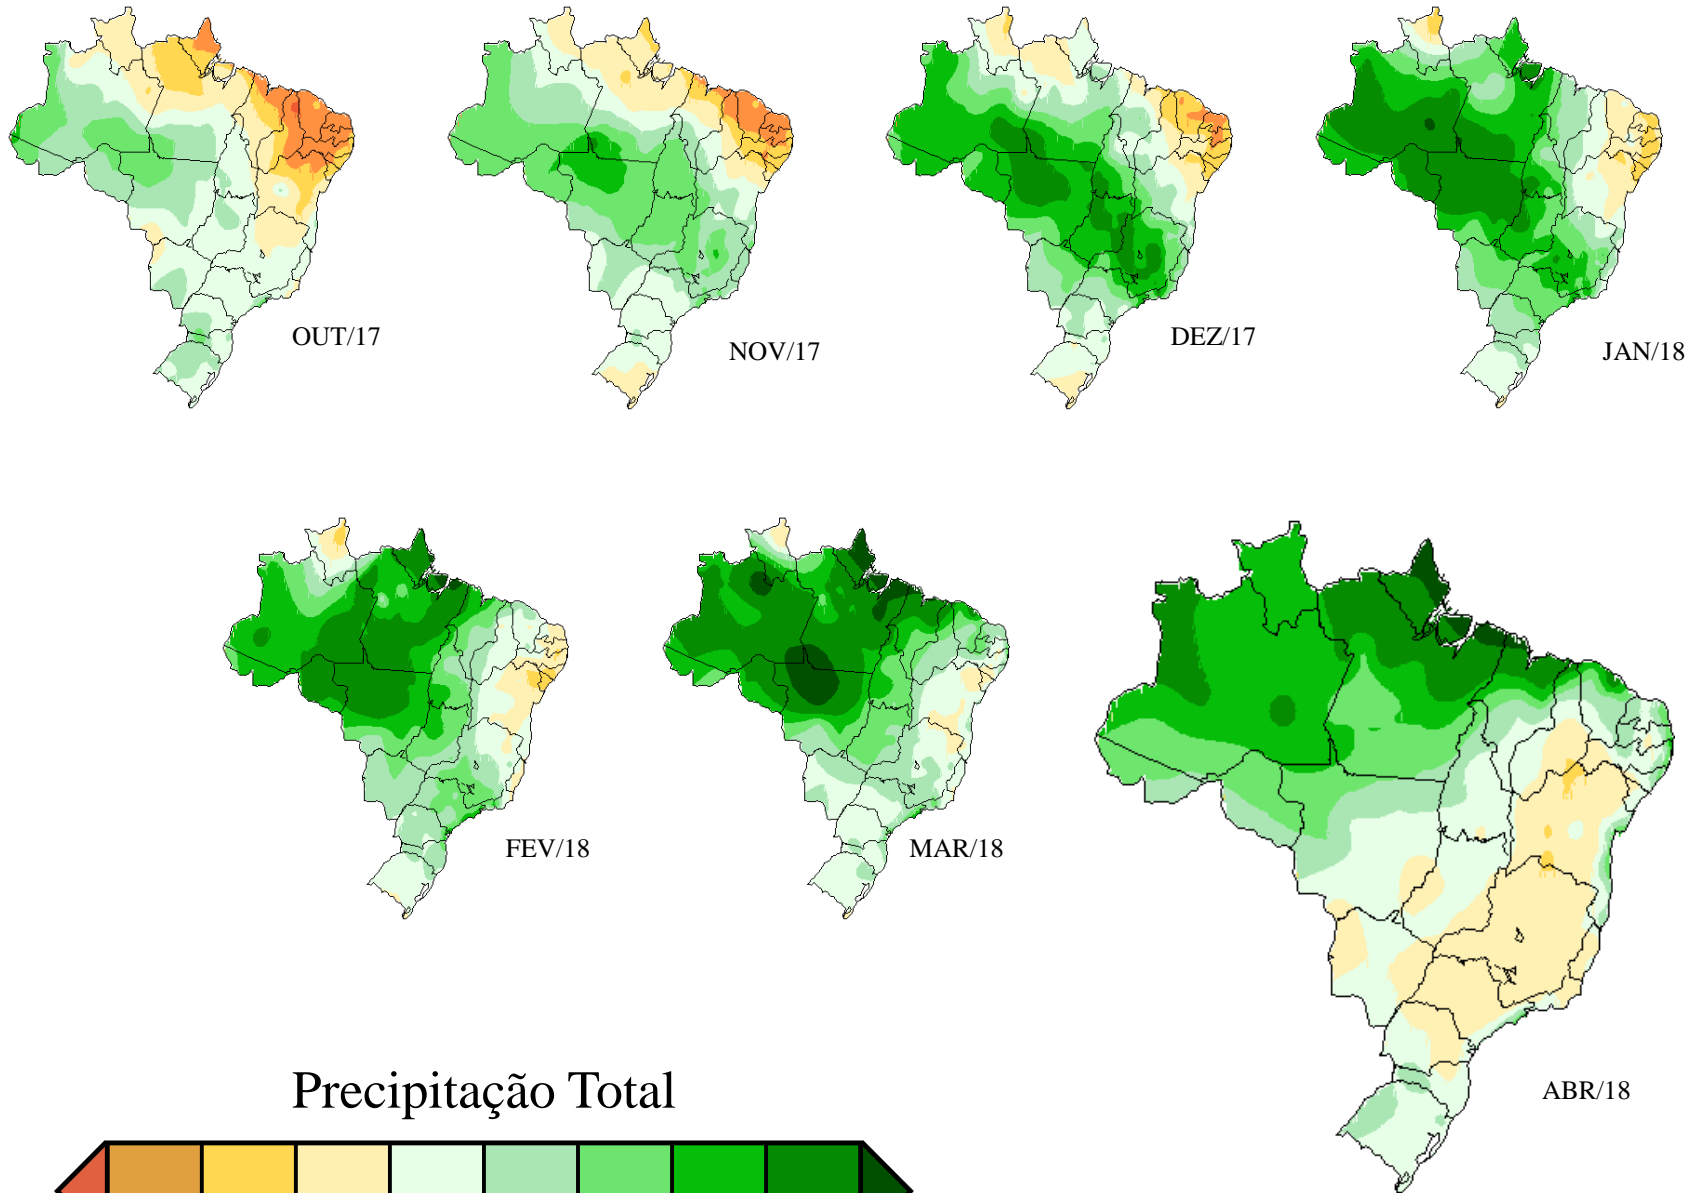 OUT/17
NOV/17
DEZ/17
JAN/18
FEV/18
MAR/18
ABR/18
Precipitação Total